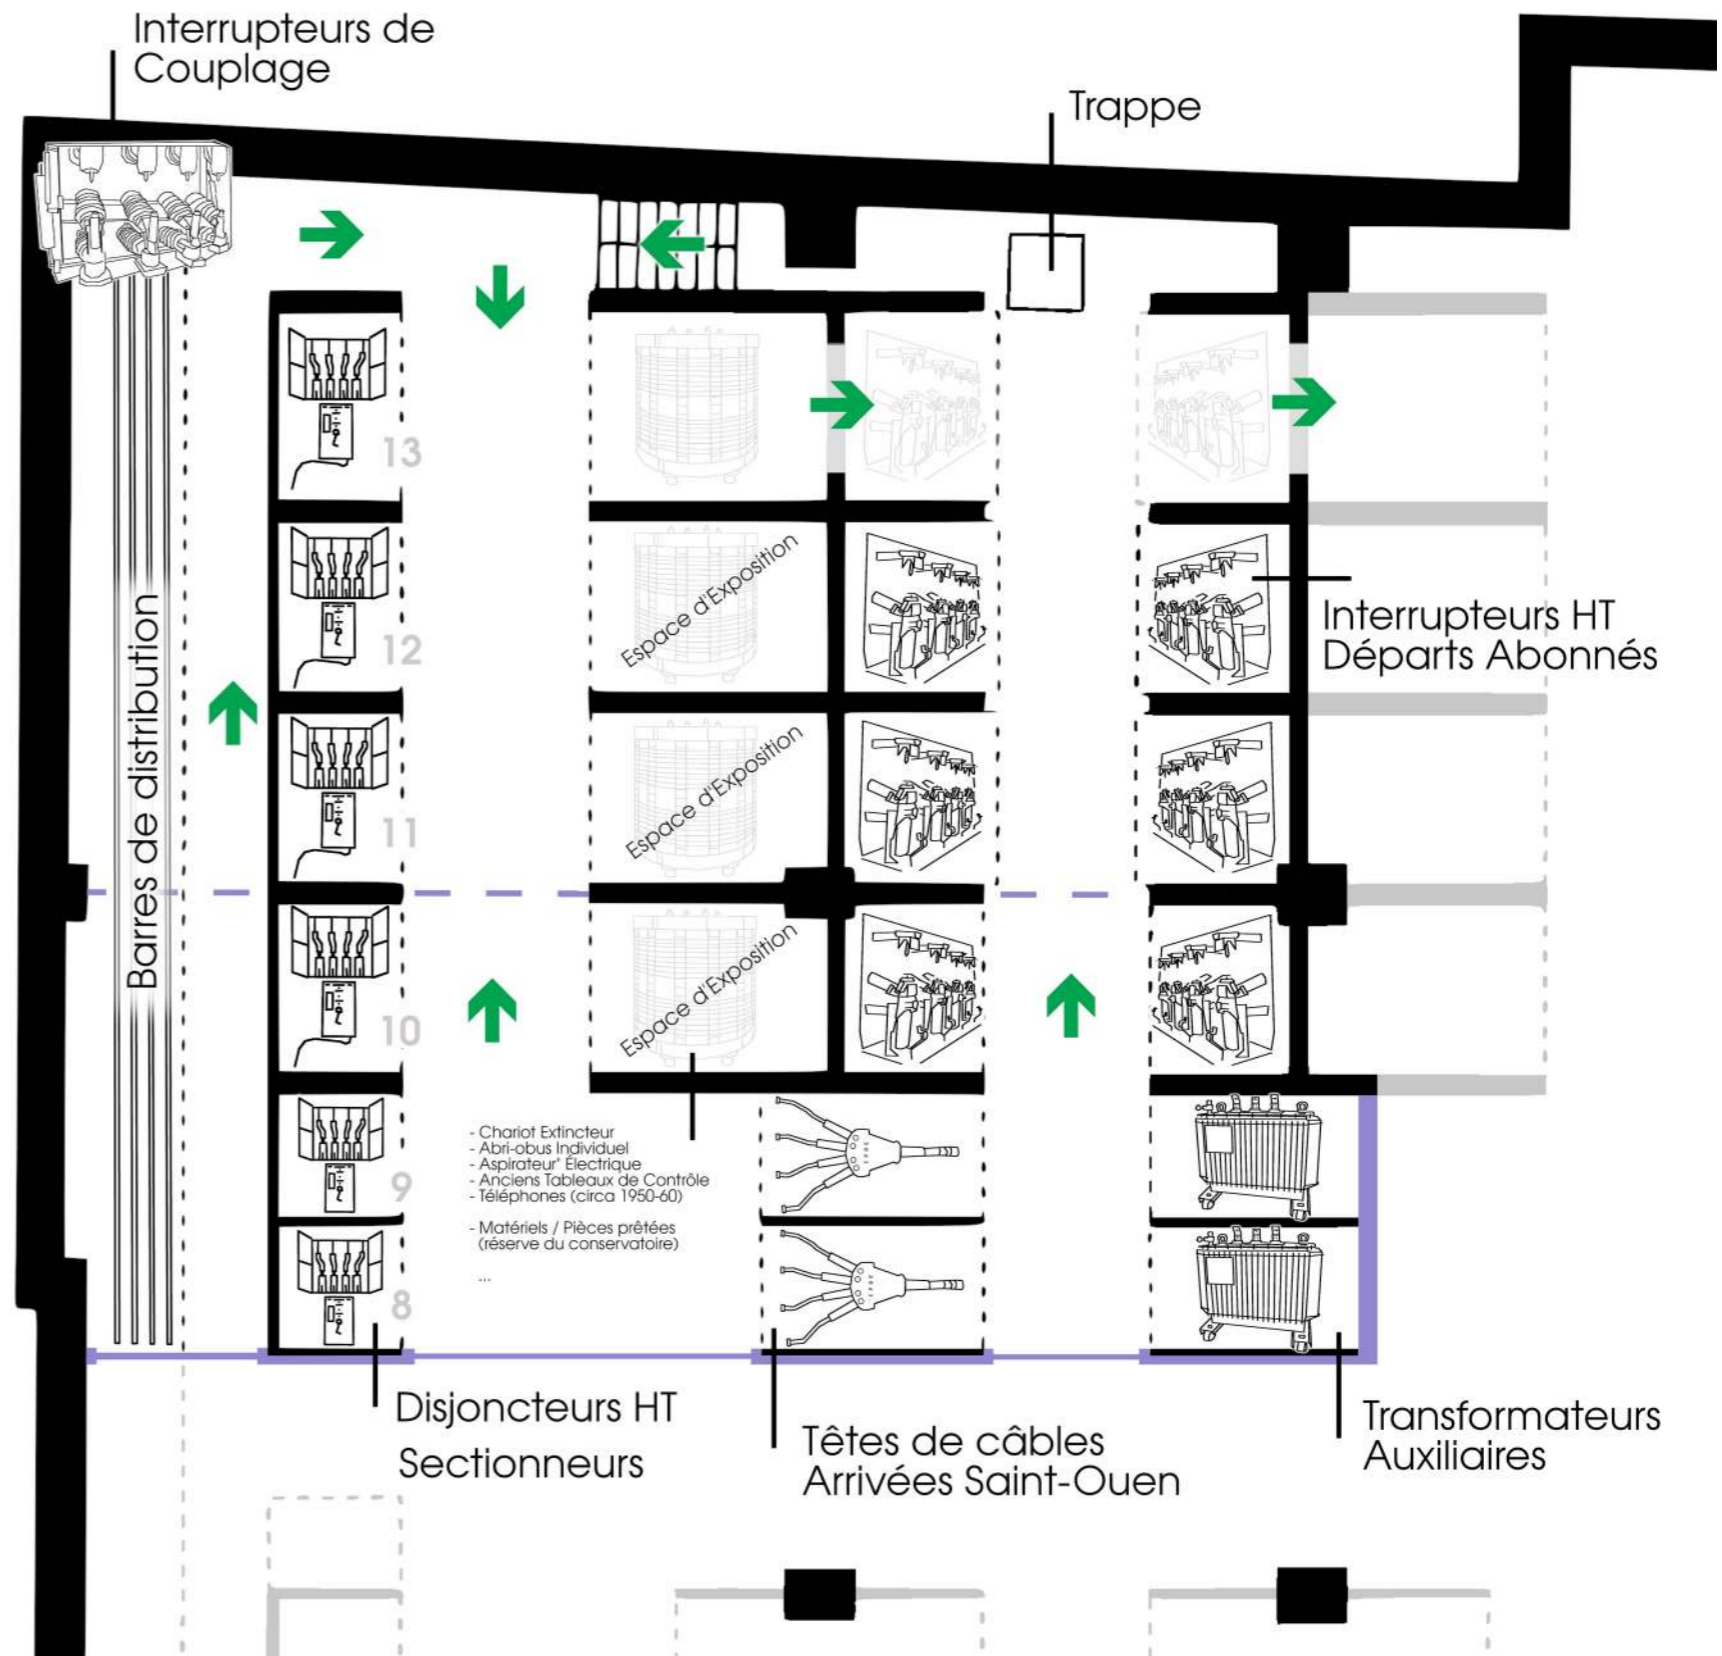 Interrupteurs de
Couplage
Trappe
13
12
11
10
9
8
Barres de distribution
Espace d'Exposition
Espace d'Exposition
Espace d'Exposition
Interrupteurs HT
Départs Abonnés
- Chariot Extincteur
- Abri-obus Individuel
- Aspirateur" Électrique
- Anciens Tableaux de Contrôle
- Téléphones (circa 1950-60)
- Matériels / Pièces prêtées
(réserve du conservatoire)
...
Disjoncteurs HT
Sectionneurs
Têtes de câbles
Arrivées Saint-Ouen
Transformateurs
Auxiliaires